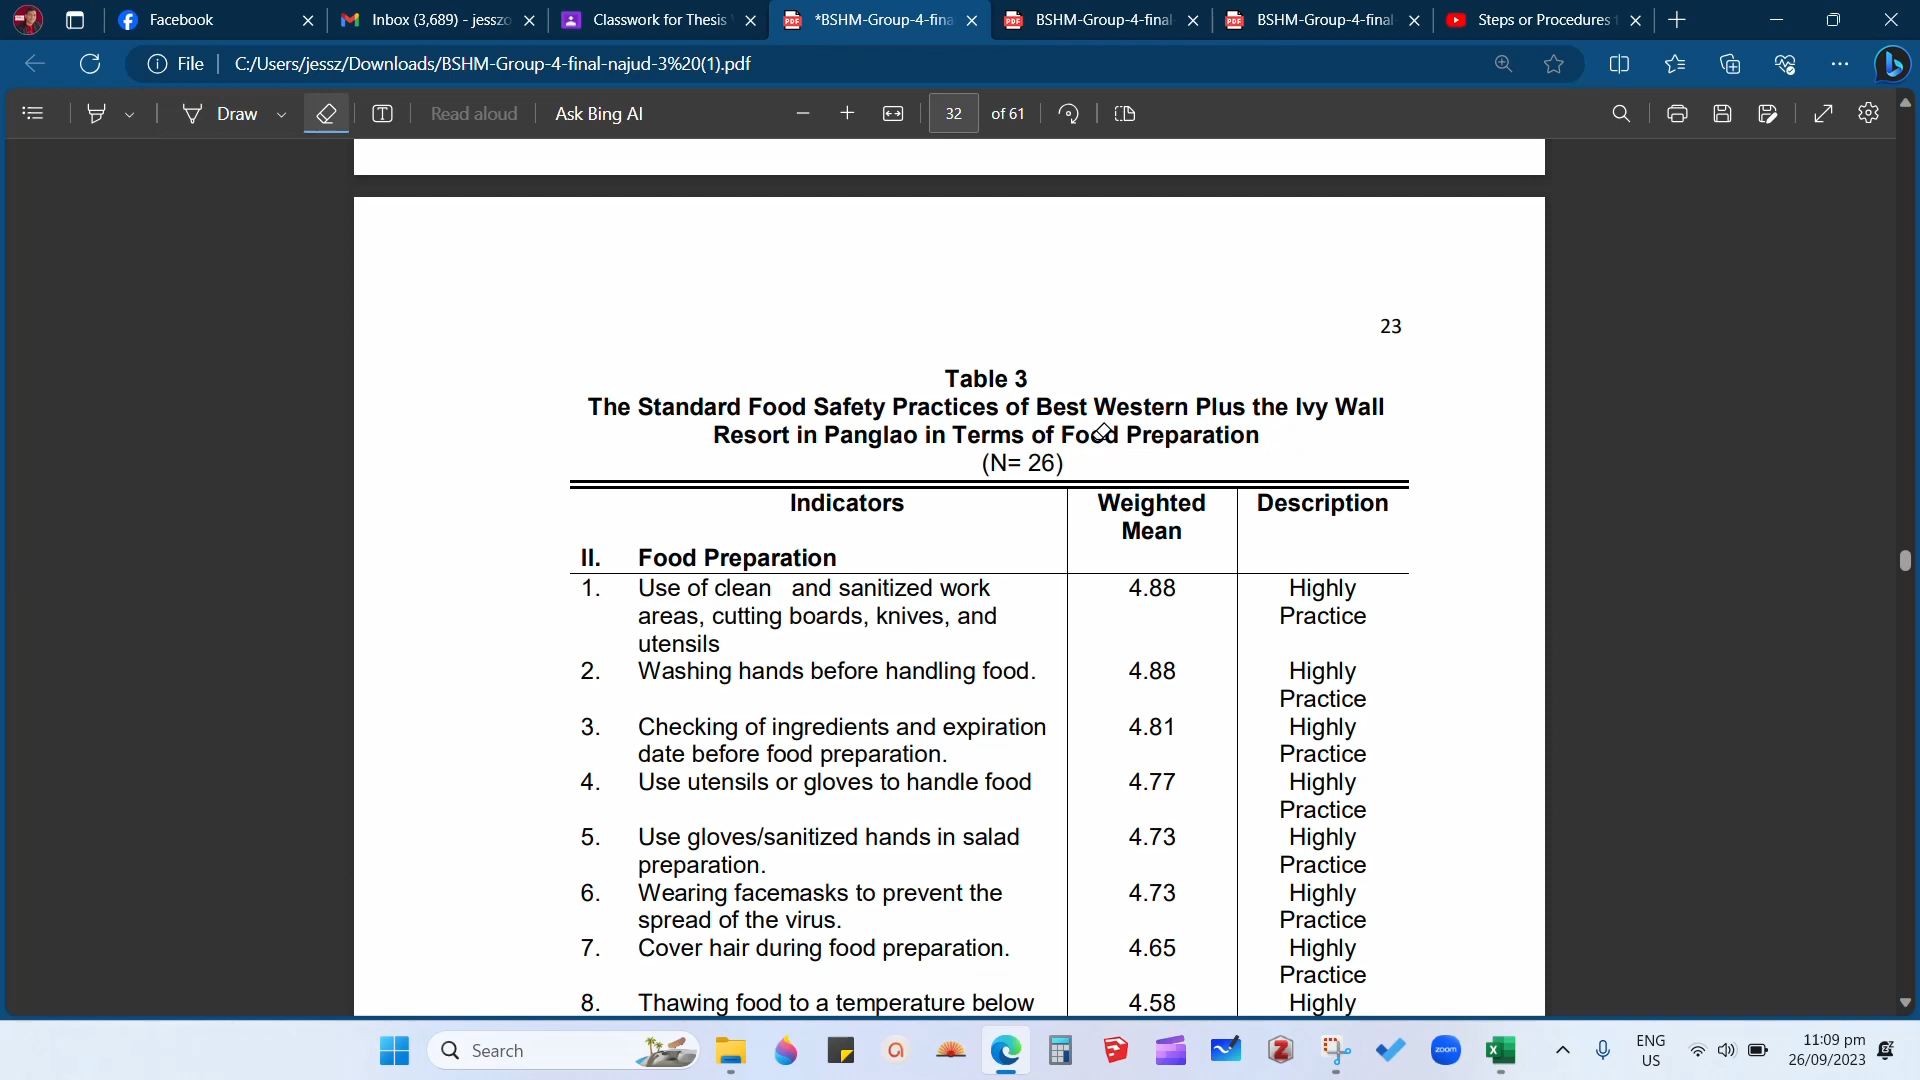 Facebook
Inbox (3,689) - jesszo
Classwork for Thesis
*BSHM-Group-4-fina
BSHM-Group-4-final
BSHM-Group-4-final
Steps or Procedures
File
C:/Users/jessz/Downloads/BSHM-Group-4-final-najud-3%20(1).pdf
Draw
Read aloud
Ask Bing AI
32
of 61
23
Table 3
The Standard Food Safety Practices of Best Western Plus the Ivy Wall
Resort in Panglao in Terms of Food Preparation
(N= 26)
Indicators Weighted Description
Mean
II. Food Preparation
1. Use of clean and sanitized work 4.88 Highly
areas, cutting boards, knives, and Practice
utensils
2. Washing hands before handling food. 4.88 Highly
Practice
3. Checking of ingredients and expiration 4.81 Highly
date before food preparation. Practice
4. Use utensils or gloves to handle food 4.77 Highly
Practice
5. Use gloves/sanitized hands in salad 4.73 Highly
preparation. Practice
6. Wearing facemasks to prevent the 4.73 Highly
spread of the virus. Practice
7. Cover hair during food preparation. 4.65 Highly
Practice
8. Thawing food to a temperature below 4.58 Highly
Search
zoom
ENG
US
11:09 pm
26/09/2023